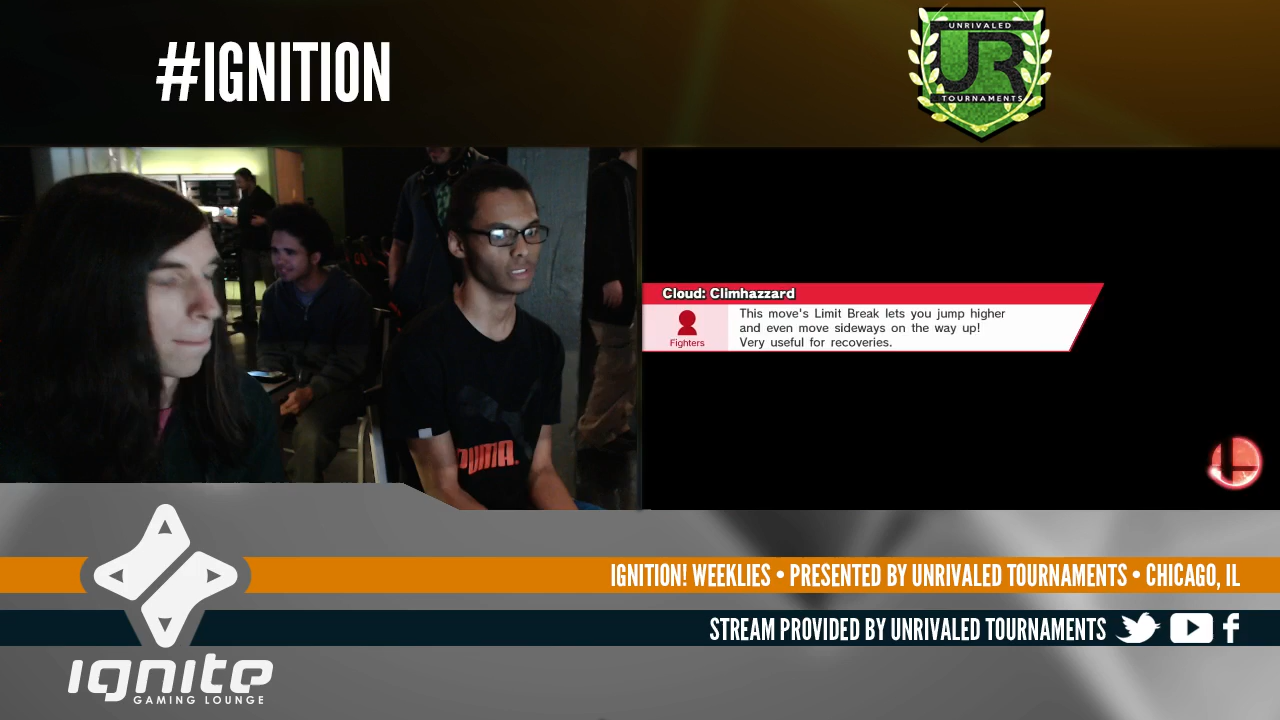 #IGNITION
UNRIVALED
UR
TOURNAMENTS
Cloud: Climhazzard
This move's Limit Break lets you jump higher
and even move sideways on the way up!
Very useful for recoveries.
Fighters
PUMA.
IGNITION! WEEKLIES • PRESENTED BY UNRIVALED TOURNAMENTS • CHICAGO, IL
STREAM PROVIDED BY UNRIVALED TOURNAMENTS
ignite
GAMING LOUNGE